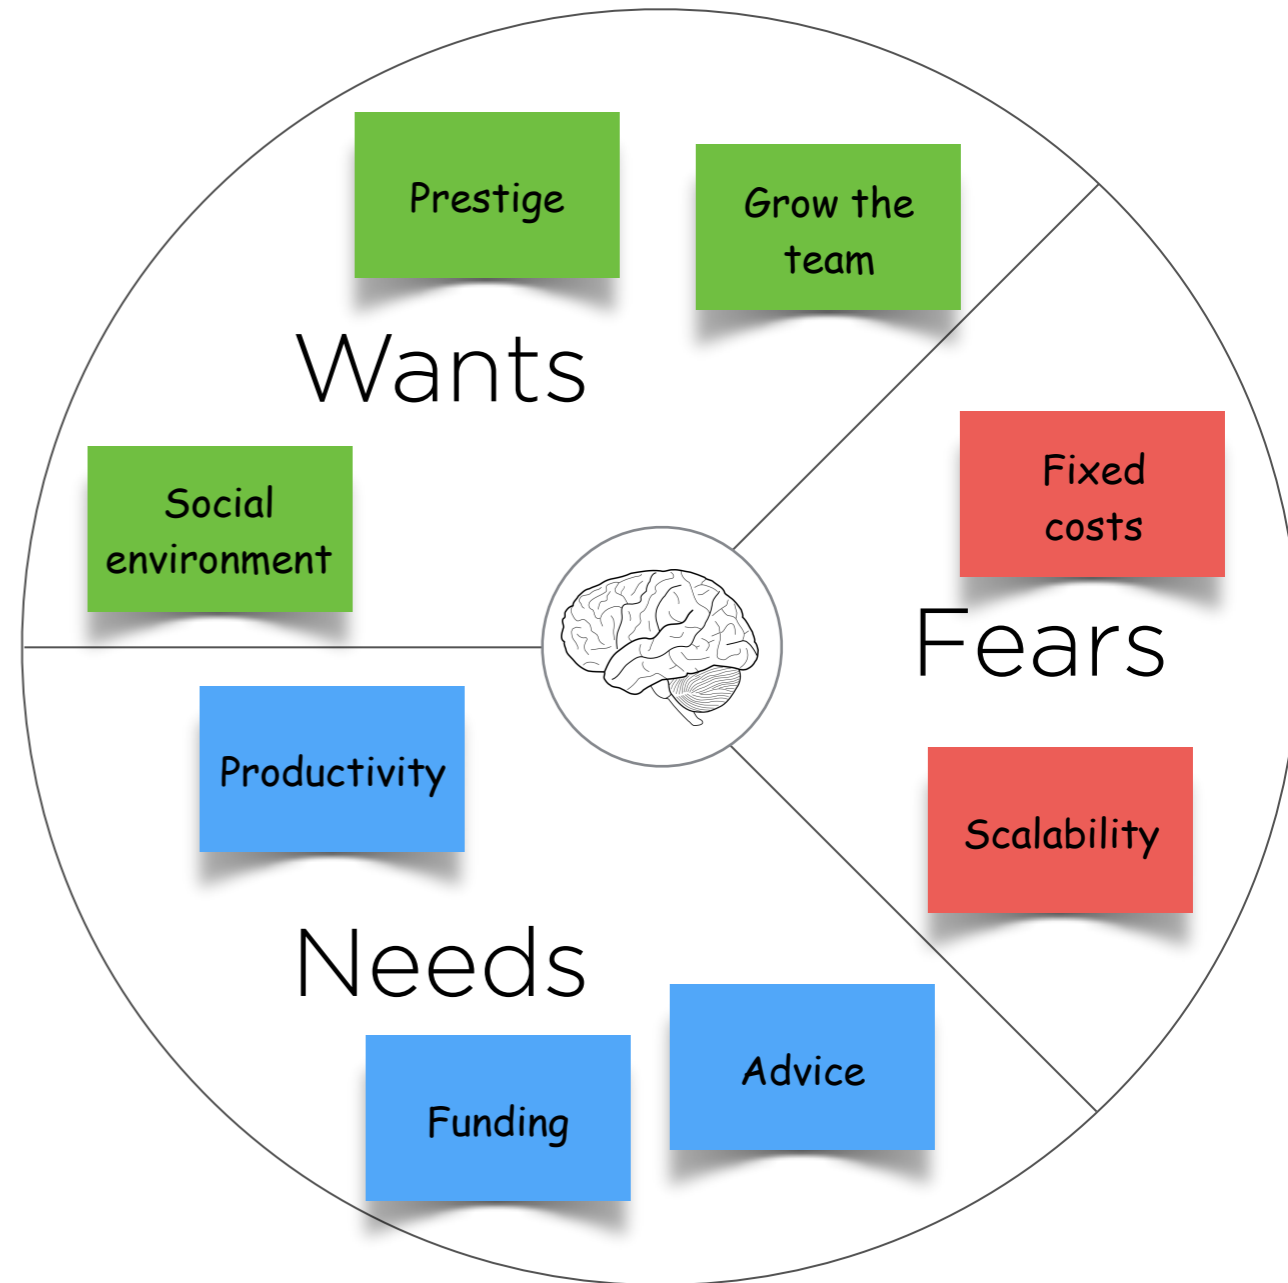 Prestige
Grow the
team
Wants
Social
environment
Fixed
costs
Fears
Scalability
Productivity
Needs
Funding
Advice